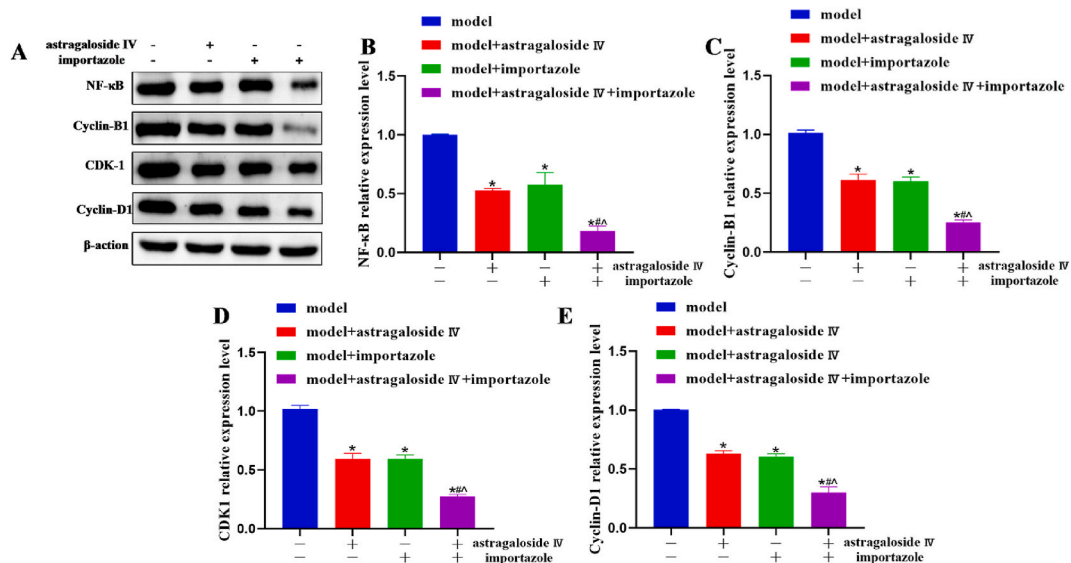 A
astragaloside IV - + - +
importazole - - + +
NF-κB
Cyclin-B1
CDK-1
Cyclin-D1
β-action
B
model
model+astragaloside Ⅳ
model+importazole
model+astragaloside Ⅳ+importazole
NF-κB relative expression level
1.5
1.0
0.5
0.0
*
*
*#^
− + − + astragaloside Ⅳ
− − + + importazole
C
model
model+astragaloside Ⅳ
model+importazole
model+astragaloside Ⅳ+importazole
Cyclin-B1 relative expression level
1.5
1.0
0.5
0.0
*
*
*#^
− + − + astragaloside Ⅳ
− − + + importazole
D
model
model+astragaloside Ⅳ
model+importazole
model+astragaloside Ⅳ+importazole
CDK1 relative expression level
1.5
1.0
0.5
0.0
*
*
*#^
− + − + astragaloside Ⅳ
− − + + importazole
E
model
model+astragaloside Ⅳ
model+astragaloside Ⅳ
model+astragaloside Ⅳ+importazole
Cyclin-D1 relative expression level
1.5
1.0
0.5
0.0
*
*
*#^
− + − + astragaloside Ⅳ
− − + + importazole